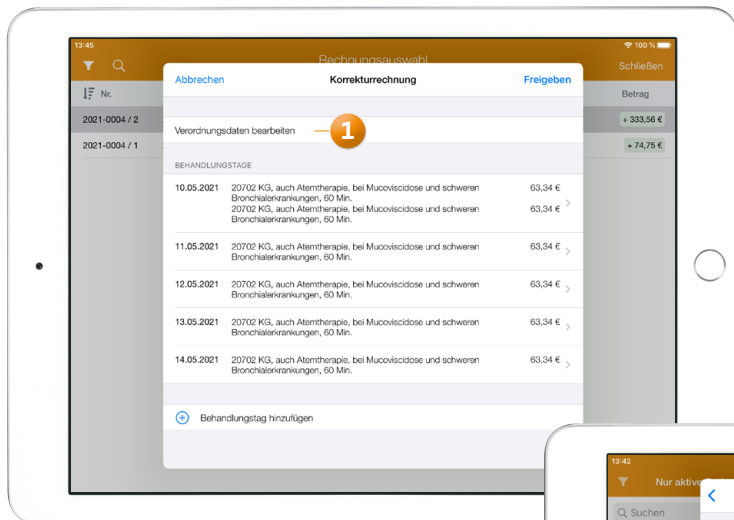 13:45
100 %
Rechnungsauswahl
Schließen
Abbrechen
Korrekturrechnung
Freigeben
Nr.
Betrag
2021-0004 / 2
+ 333,56 €
2021-0004 / 1
+ 74,75 €
Verordnungsdaten bearbeiten
1
BEHANDLUNGSTAGE
10.05.2021 20702 KG, auch Atemtherapie, bei Mucoviscidose und schweren 63,34 €
Bronchialerkrankungen, 60 Min.
20702 KG, auch Atemtherapie, bei Mucoviscidose und schweren 63,34 €
Bronchialerkrankungen, 60 Min.
11.05.2021 20702 KG, auch Atemtherapie, bei Mucoviscidose und schweren 63,34 €
Bronchialerkrankungen, 60 Min.
12.05.2021 20702 KG, auch Atemtherapie, bei Mucoviscidose und schweren 63,34 €
Bronchialerkrankungen, 60 Min.
13.05.2021 20702 KG, auch Atemtherapie, bei Mucoviscidose und schweren 63,34 €
Bronchialerkrankungen, 60 Min.
14.05.2021 20702 KG, auch Atemtherapie, bei Mucoviscidose und schweren 63,34 €
Bronchialerkrankungen, 60 Min.
Behandlungstag hinzufügen
13:42
Nur aktive
Suchen